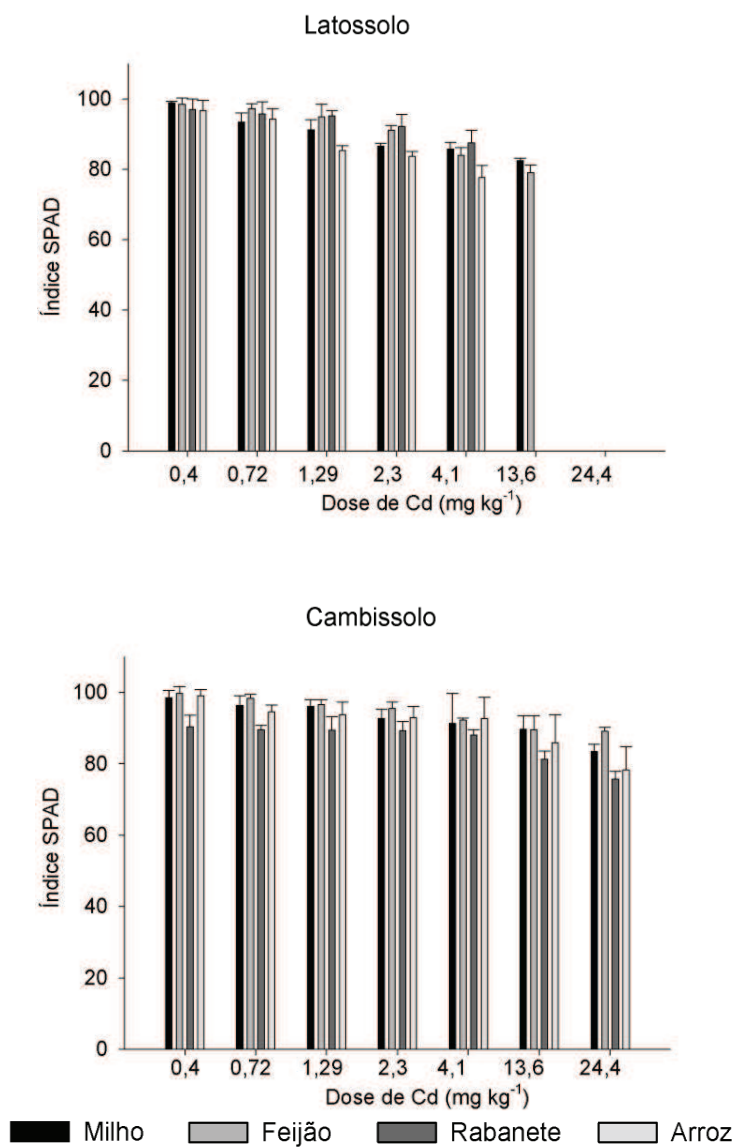 Latossolo
100
80
60
40
20
0
Índice SPAD
0,4 0,72 1,29 2,3 4,1 13,6 24,4
Dose de Cd (mg kg⁻¹)
Cambissolo
100
80
60
40
20
0
Índice SPAD
0,4 0,72 1,29 2,3 4,1 13,6 24,4
Dose de Cd (mg kg⁻¹)
Milho Feijão Rabanete Arroz